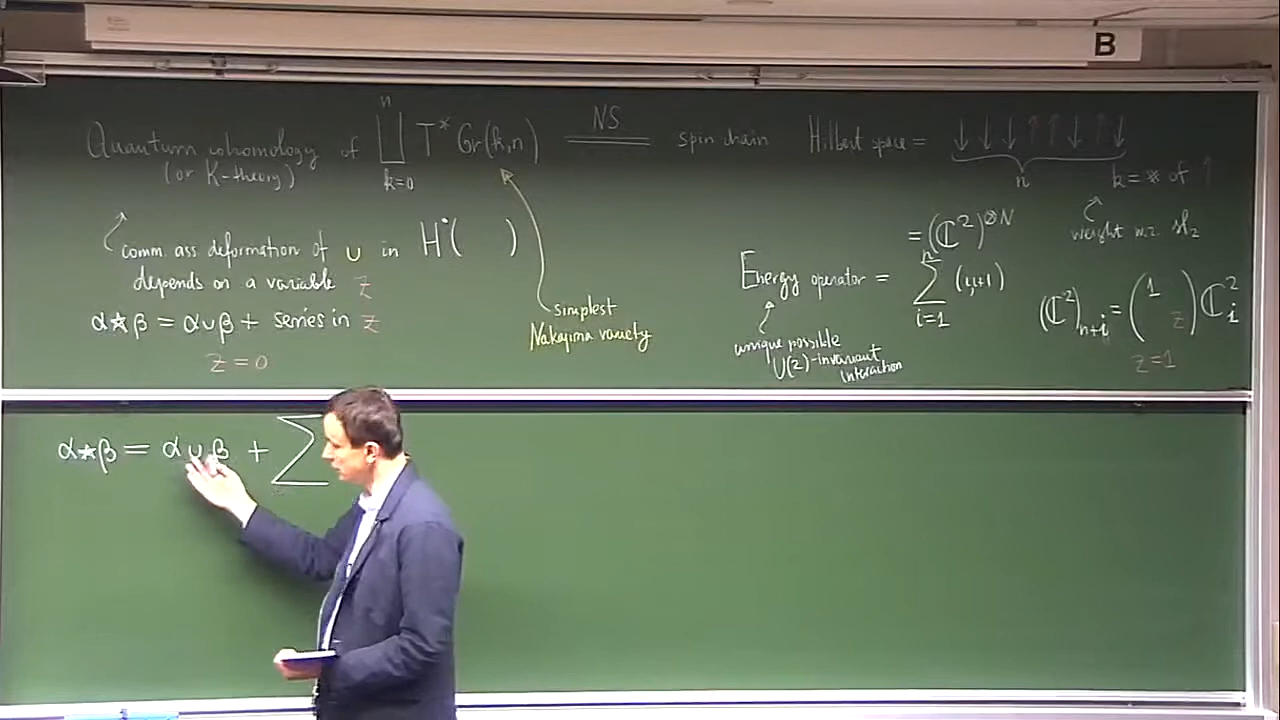 B
Quantum cohomology of ∐_{k=0}^{n} T* Gr(k,n) NS spin chain Hilbert space = ↓↓↓↑↑↓↑↓
(or K-theory)
n
k = # of ↑
weight w.r.
sl₂
= (ℂ²)^{⊗N}
comm ass deformation of ∪ in H^•( )
depends on a variable z
α⋆β = α∪β + series in z
z = 0
simplest
Nakajima variety
Energy operator = ∑_{i=1}^{n} (i,i+1)
unique possible
U(2)-invariant
interaction
(ℂ²)_{n+i} = (1 z) ℂ²_i
z=1
α⋆β = α∪β + ∑